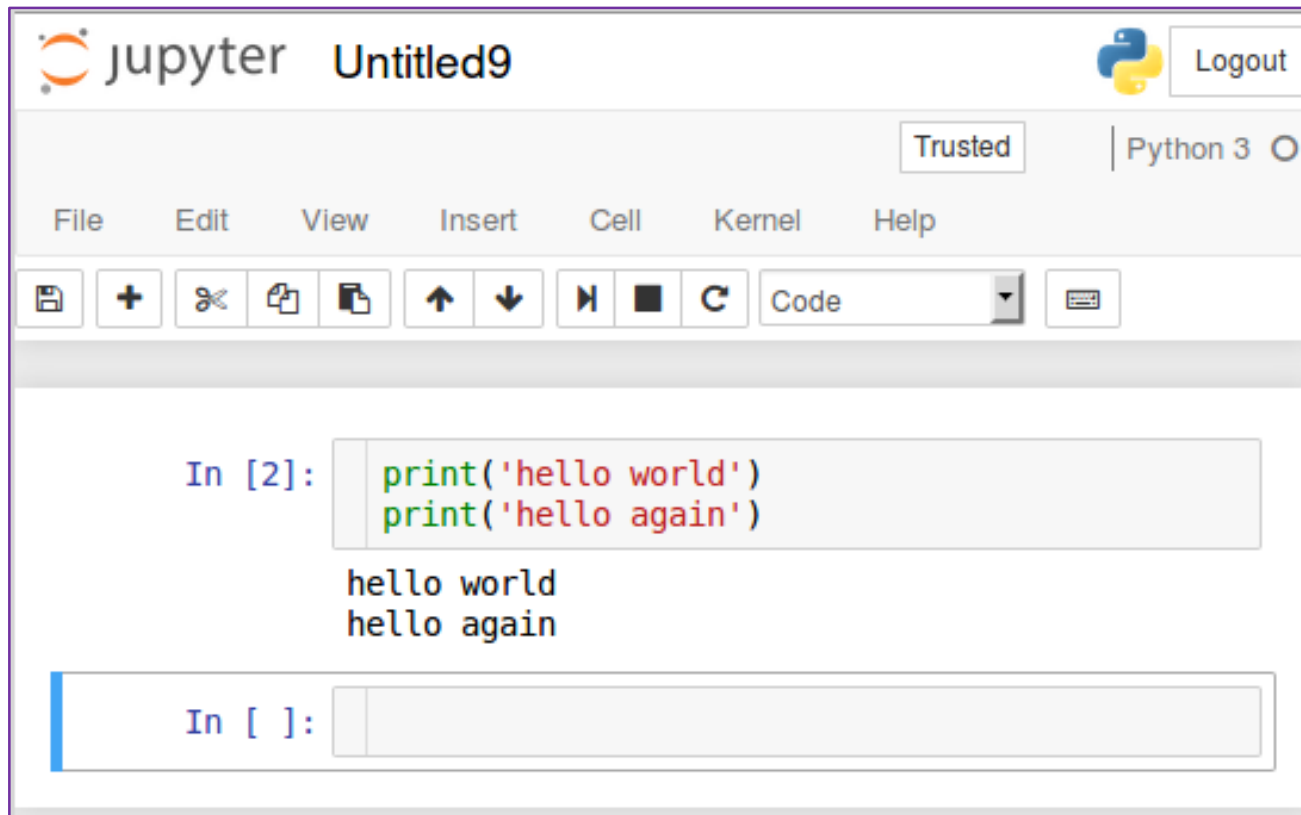 jupyter Untitled9 Logout
Trusted Python 3
File Edit View Insert Cell Kernel Help
Code
In [2]: print('hello world')
print('hello again')
hello world
hello again
In [ ]: